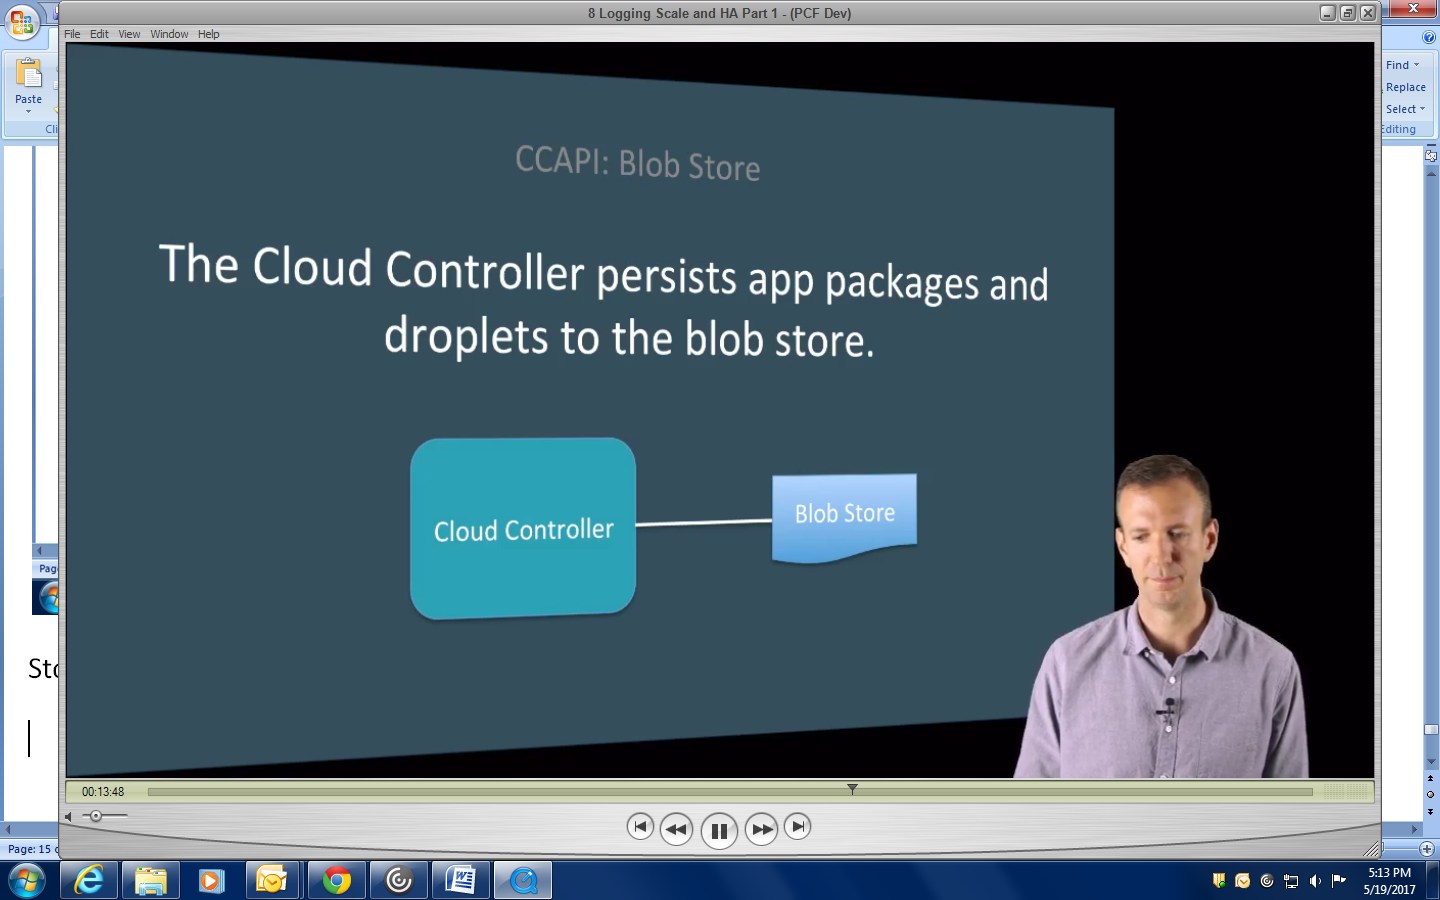 8 Logging Scale and HA Part 1 - (PCF Dev)
File Edit View Window Help
Paste
Find
Replace
Select
Editing
CCAPI: Blob Store
The Cloud Controller persists app packages and
droplets to the blob store.
Cloud Controller
Blob Store
00:13:48
Page: 15
5:13 PM
5/19/2017